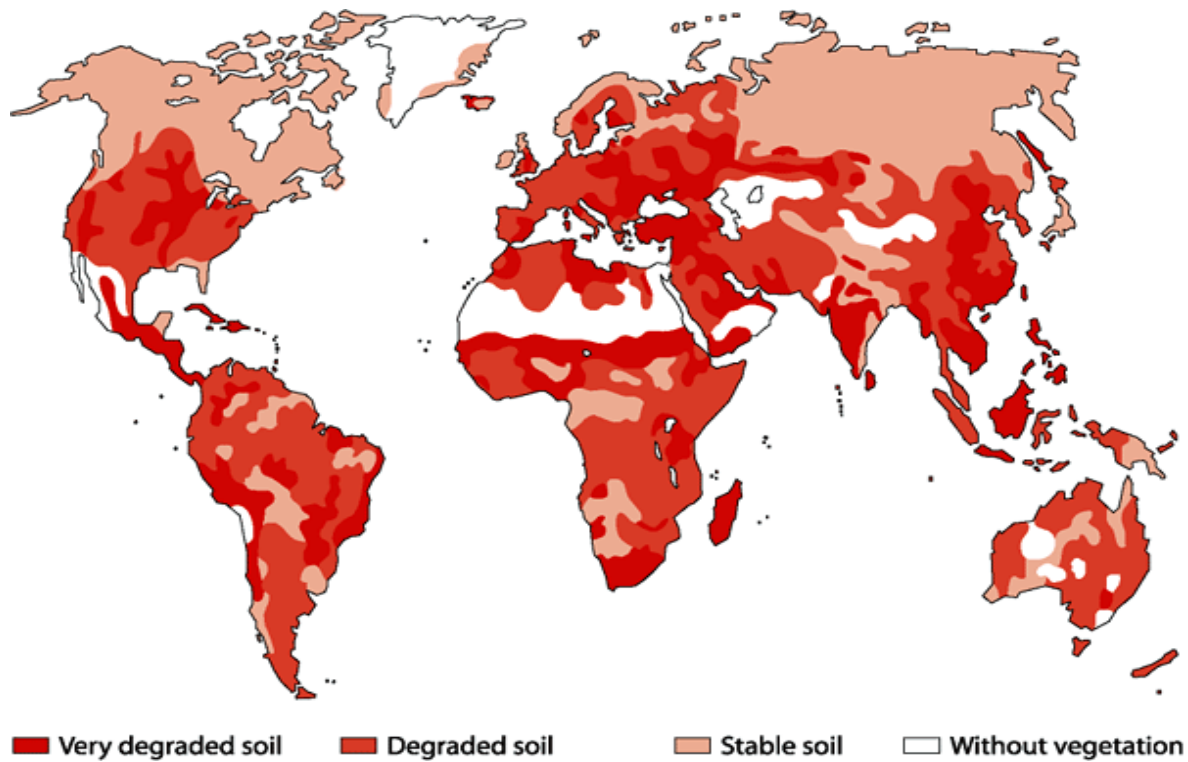 Very degraded soil
Degraded soil
Stable soil
Without vegetation